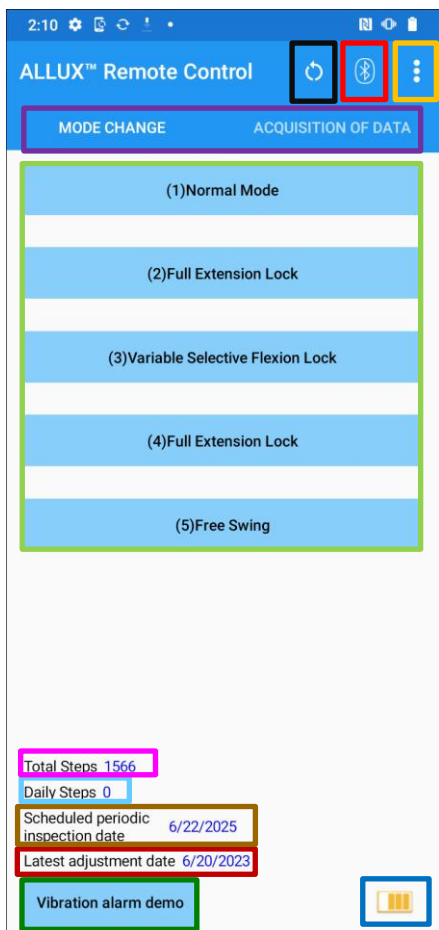 2:10
ALLUX™ Remote Control
MODE CHANGE ACQUISITION OF DATA
(1)Normal Mode
(2)Full Extension Lock
(3)Variable Selective Flexion Lock
(4)Full Extension Lock
(5)Free Swing
Total Steps 1566
Daily Steps 0
Scheduled periodic
inspection date 6/22/2025
Latest adjustment date 6/20/2023
Vibration alarm demo